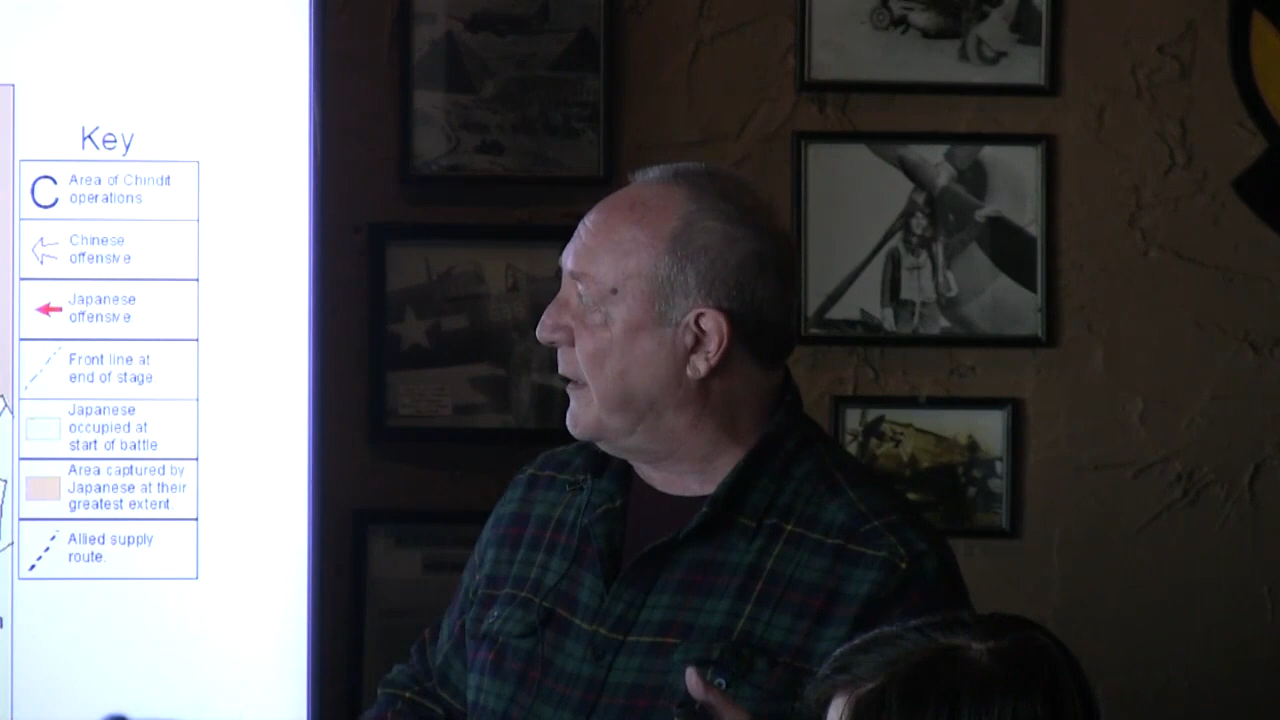 Key
C
Area of Chindit
operations
Chinese
offensive
Japanese
offensive.
Front line at
end of stage.
Japanese
occupied at
start of battle
Area captured by
Japanese at their
greatest extent.
Allied supply
route.